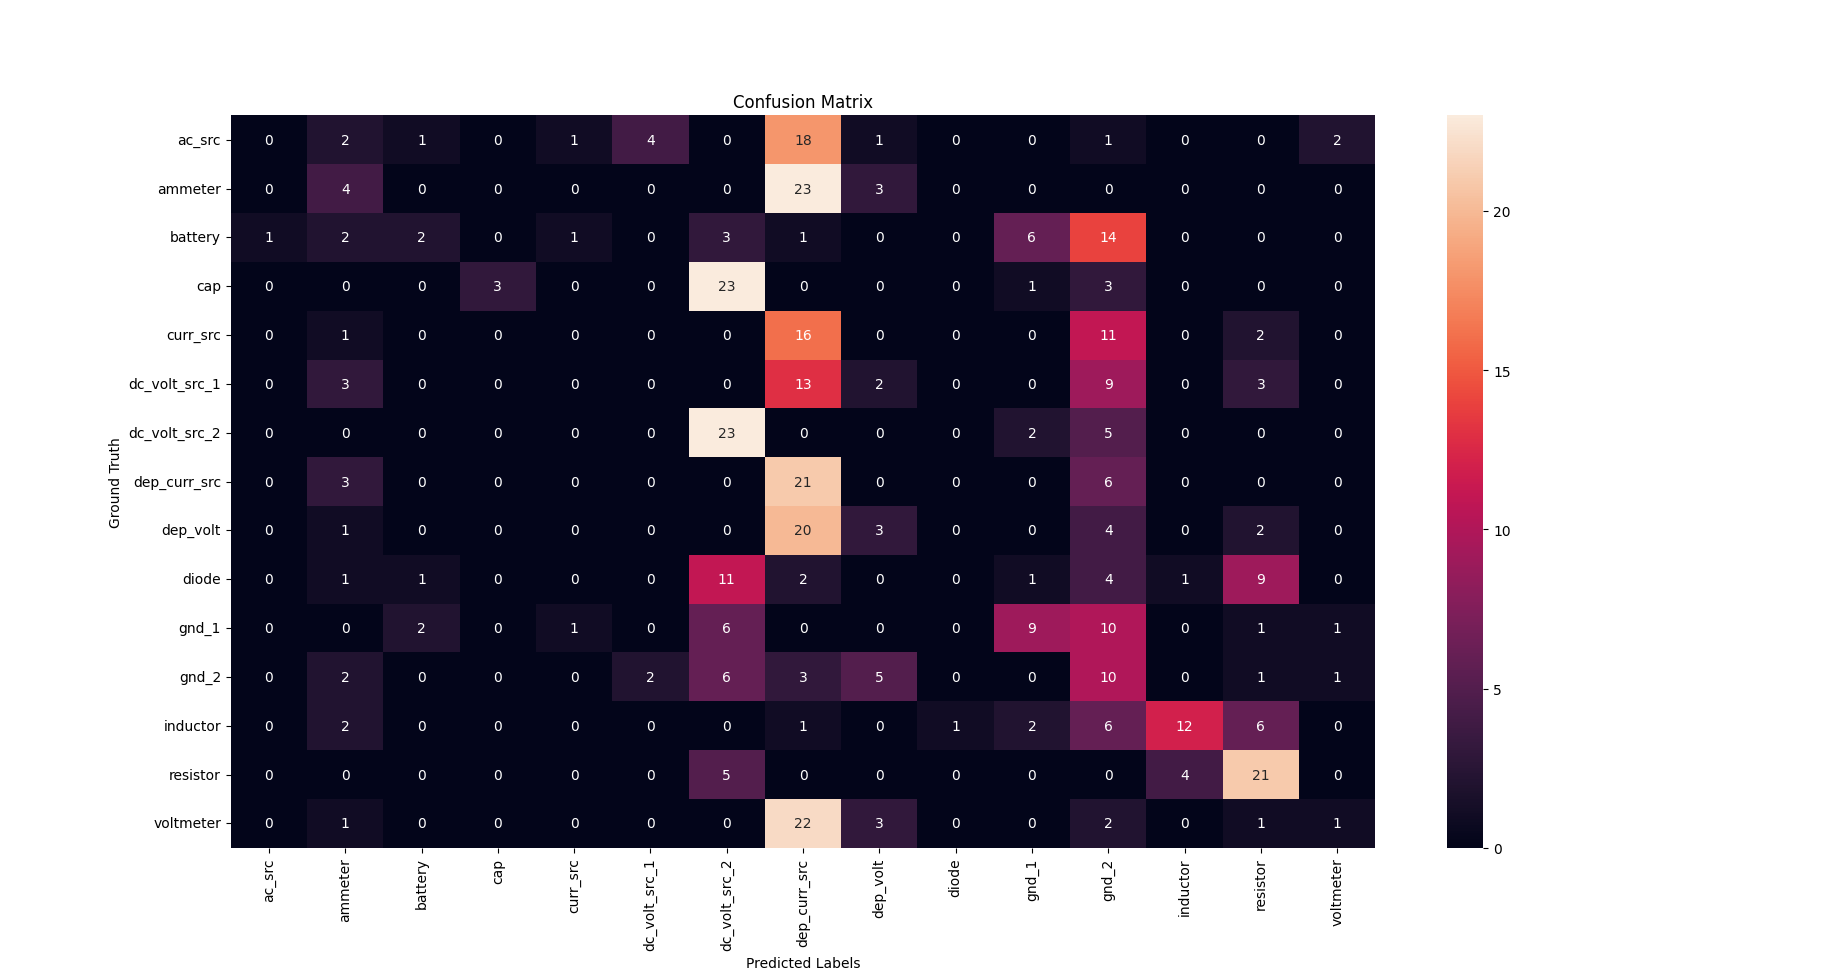 Confusion Matrix
ac_src 0 2 1 0 1 4 0 18 1 0 0 1 0 0 2
ammeter 0 4 0 0 0 0 0 23 3 0 0 0 0 0 0
battery 1 2 2 0 1 0 3 1 0 0 6 14 0 0 0
cap 0 0 0 3 0 0 23 0 0 0 1 3 0 0 0
curr_src 0 1 0 0 0 0 0 16 0 0 0 11 0 2 0
dc_volt_src_1 0 3 0 0 0 0 0 13 2 0 0 9 0 3 0
dc_volt_src_2 0 0 0 0 0 0 23 0 0 0 2 5 0 0 0
dep_curr_src 0 3 0 0 0 0 0 21 0 0 0 6 0 0 0
dep_volt 0 1 0 0 0 0 0 20 3 0 0 4 0 2 0
diode 0 1 1 0 0 0 11 2 0 0 1 4 1 9 0
gnd_1 0 0 2 0 1 0 6 0 0 0 9 10 0 1 1
gnd_2 0 2 0 0 0 2 6 3 5 0 0 10 0 1 1
inductor 0 2 0 0 0 0 0 1 0 1 2 6 12 6 0
resistor 0 0 0 0 0 0 5 0 0 0 0 0 4 21 0
voltmeter 0 1 0 0 0 0 0 22 3 0 0 2 0 1 1
Ground Truth
ac_src ammeter battery cap curr_src dc_volt_src_1 dc_volt_src_2 dep_curr_src dep_volt diode gnd_1 gnd_2 inductor resistor voltmeter
Predicted Labels
20
15
10
5
0